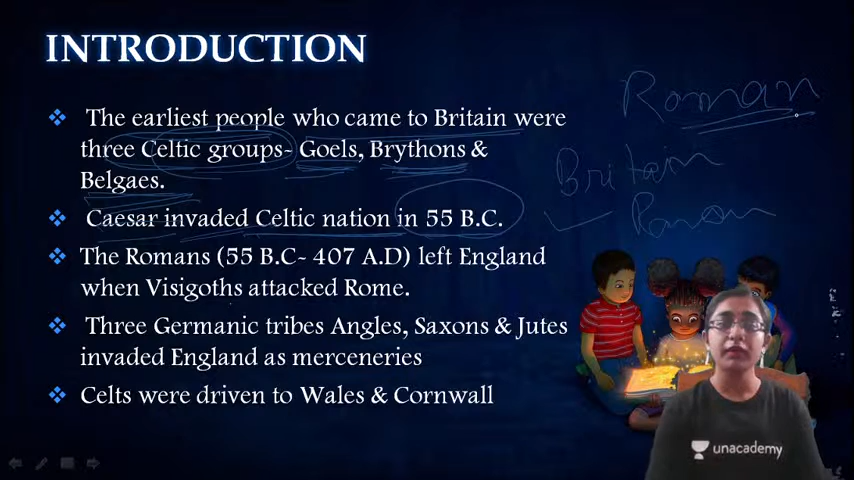 INTRODUCTION
The earliest people who came to Britain were
three Celtic groups- Goels, Brythons &
Belgaes.
Caesar invaded Celtic nation in 55 B.C.
The Romans (55 B.C- 407 A.D) left England
when Visigoths attacked Rome.
Three Germanic tribes Angles, Saxons & Jutes
invaded England as merceneries
Celts were driven to Wales & Cornwall
Roman
Britain
Roman
unacademy